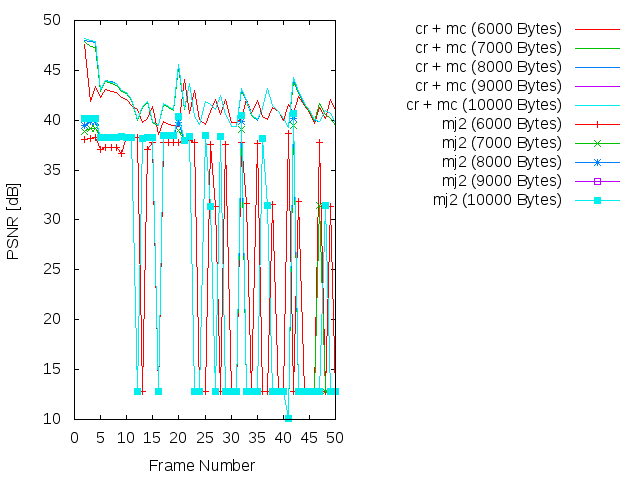 50
45
40
35
30
25
20
15
10
PSNR [dB]
0 5 10 15 20 25 30 35 40 45 50
Frame Number
cr + mc (6000 Bytes)
cr + mc (7000 Bytes)
cr + mc (8000 Bytes)
cr + mc (9000 Bytes)
cr + mc (10000 Bytes)
mj2 (6000 Bytes)
mj2 (7000 Bytes)
mj2 (8000 Bytes)
mj2 (9000 Bytes)
mj2 (10000 Bytes)